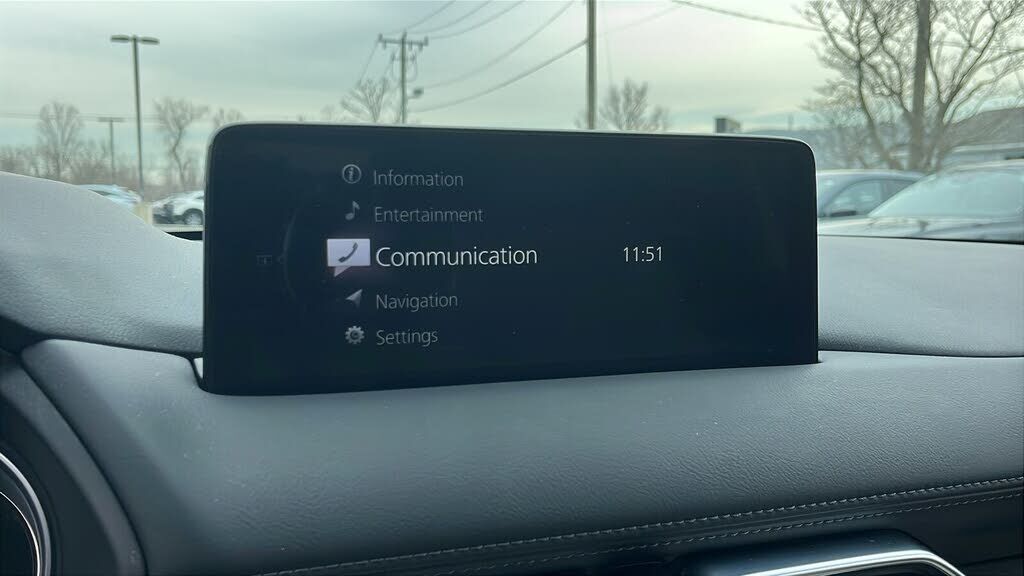 Information
Entertainment
Communication 11:51
Navigation
Settings